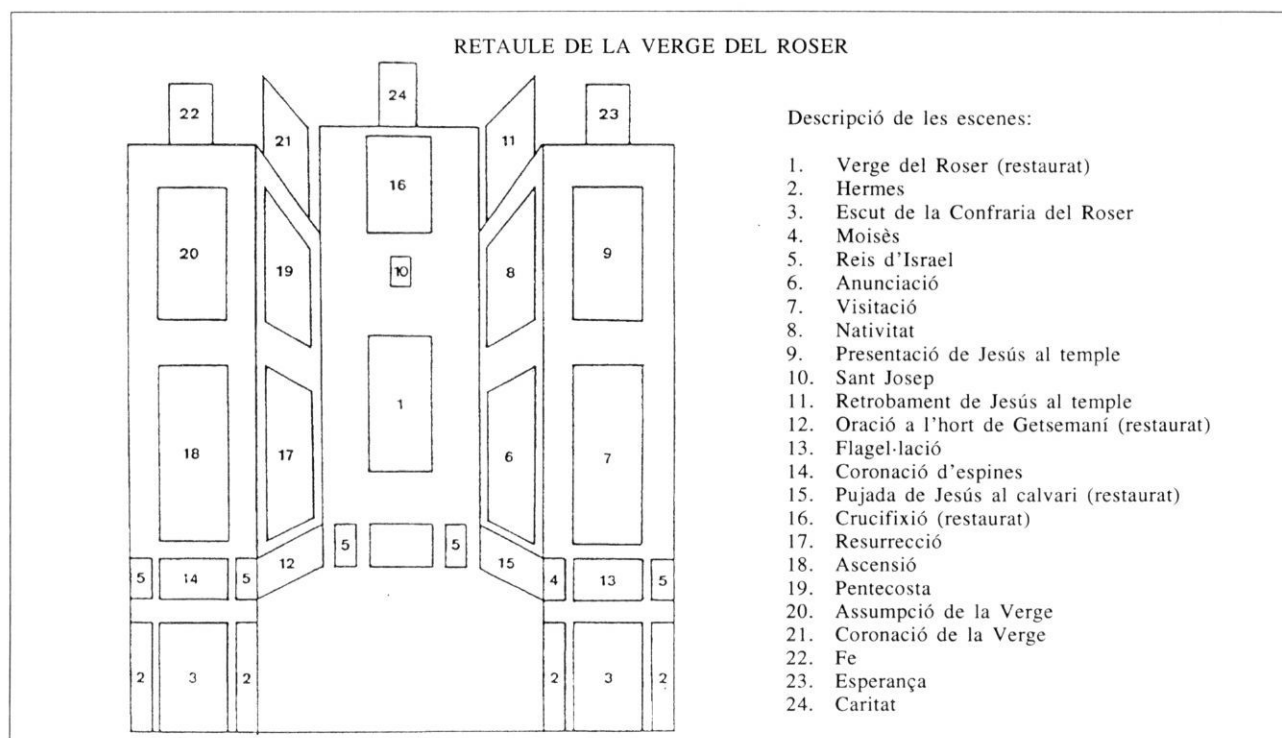 RETAULE DE LA VERGE DEL ROSER
24
22
23
21
11
16
20
19
10
8
9
1
18
17
6
7
5
5
12
15
5
14
5
4
13
5
2
3
2
2
3
2
Descripció de les escenes:
1. Verge del Roser (restaurat)
2. Hermes
3. Escut de la Confraria del Roser
4. Moisès
5. Reis d'Israel
6. Anunciació
7. Visitació
8. Nativitat
9. Presentació de Jesús al temple
10. Sant Josep
11. Retrobament de Jesús al temple
12. Oració a l'hort de Getsemaní (restaurat)
13. Flagel·lació
14. Coronació d'espines
15. Pujada de Jesús al calvari (restaurat)
16. Crucifixió (restaurat)
17. Resurrecció
18. Ascensió
19. Pentecosta
20. Assumpció de la Verge
21. Coronació de la Verge
22. Fe
23. Esperança
24. Caritat